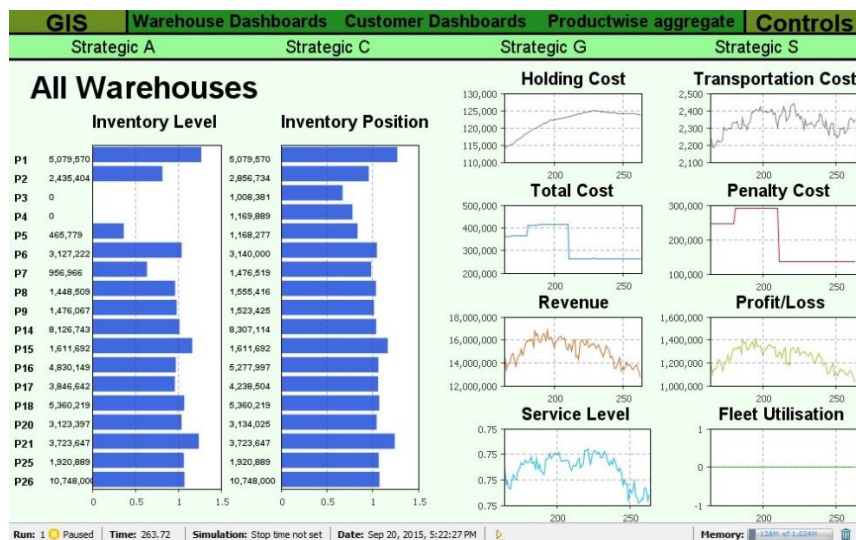 GIS Warehouse Dashboards Customer Dashboards Productwise aggregate Controls
Strategic A Strategic C Strategic G Strategic S
All Warehouses
Inventory Level Inventory Position
P1 5,079,570 5,079,570
P2 2,435,404 2,856,734
P3 0 1,008,381
P4 0 1,169,889
P5 465,779 1,168,277
P6 3,127,222 3,140,000
P7 956,966 1,476,519
P8 1,448,509 1,555,416
P9 1,476,067 1,523,425
P14 8,126,743 8,307,114
P15 1,611,692 1,611,692
P16 4,830,149 5,277,997
P17 3,846,642 4,238,504
P18 5,360,219 5,360,219
P20 3,123,397 3,134,025
P21 3,723,647 3,723,647
P25 1,920,889 1,920,889
P26 10,748,000 10,748,000
0 0.5 1 1.5 0 0.5 1 1.5
Holding Cost
130,000
125,000
120,000
115,000
110,000
200 250
Transportation Cost
2,500
2,400
2,300
2,200
2,100
200 250
Total Cost
500,000
400,000
300,000
200,000
200 250
Penalty Cost
300,000
200,000
100,000
200 250
Revenue
18,000,000
16,000,000
14,000,000
12,000,000
200 250
Profit/Loss
1,600,000
1,400,000
1,200,000
1,000,000
200 250
Service Level
0.75
0.75
0.75
0.75
200 250
Fleet Utilisation
1
0
-1
200 250
Run: 1 Paused Time: 263.72 Simulation: Stop time not set Date: Sep 20, 2015, 5:22:27 PM Memory: 128M of 1,024M